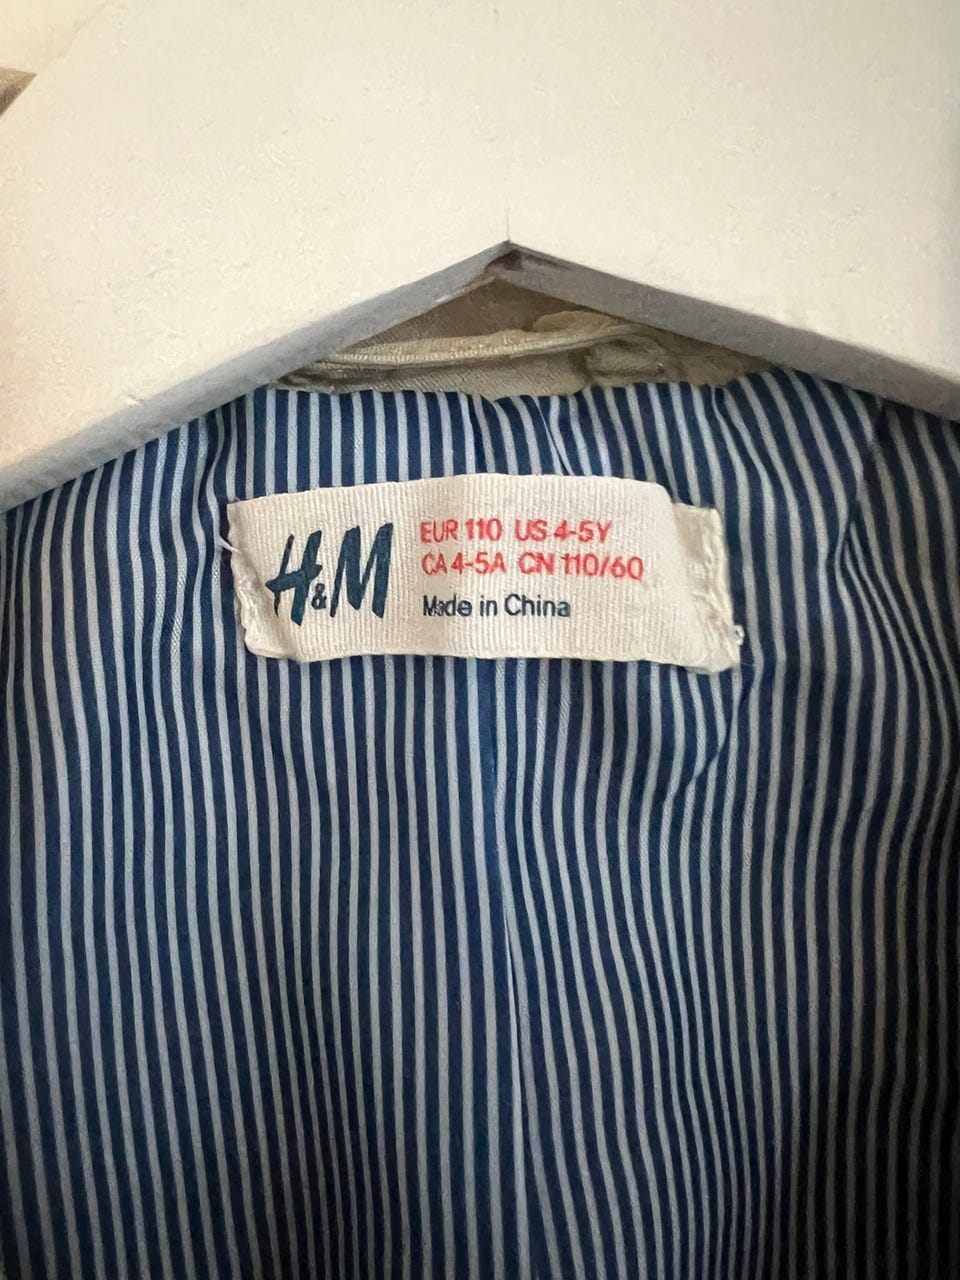 H&M
EUR 110 US 4-5Y
CA 4-5A CN 110/60
Made in China